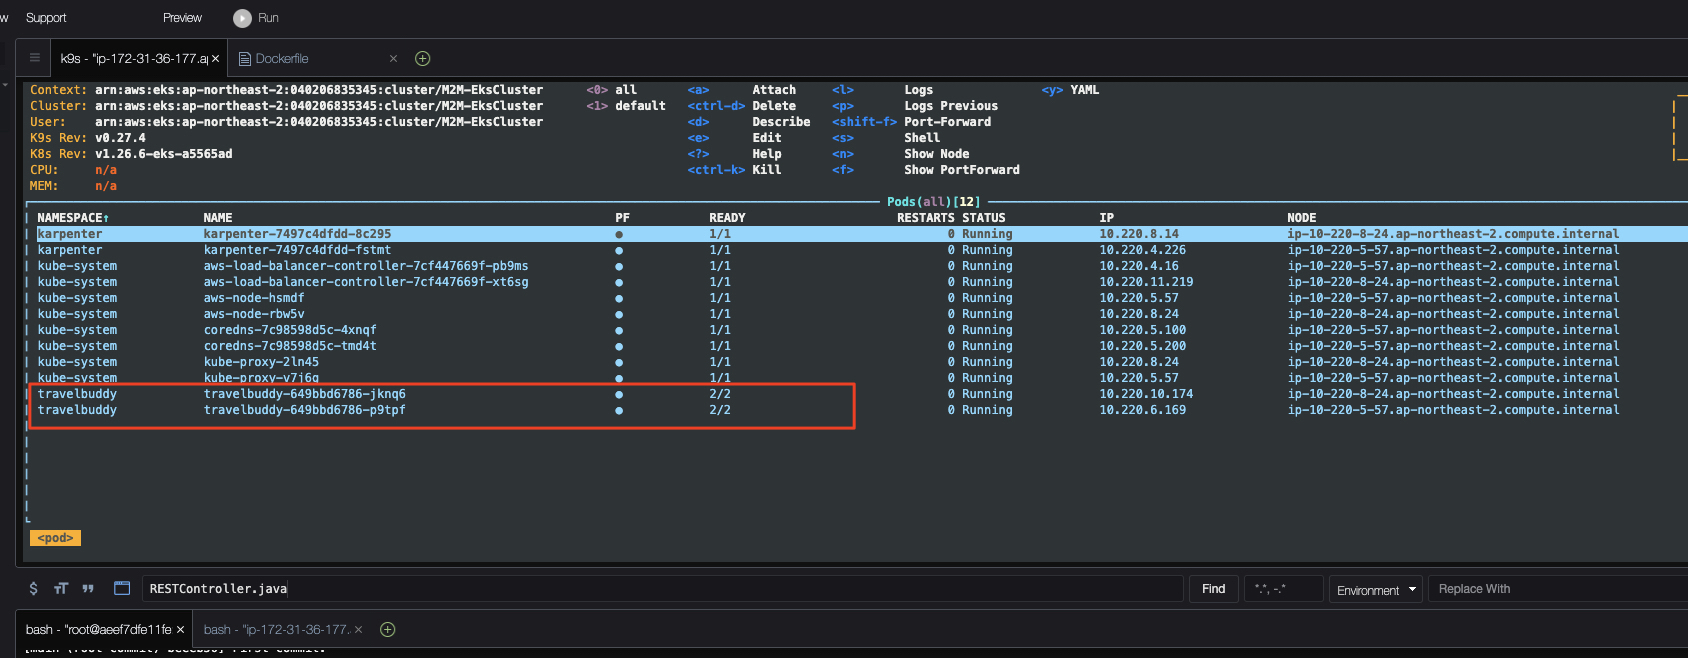 w Support Preview Run
k9s - "ip-172-31-36-177.a × Dockerfile ×
Context: arn:aws:eks:ap-northeast-2:040206835345:cluster/M2M-EksCluster <0> all <a> Attach <l> Logs <y> YAML
Cluster: arn:aws:eks:ap-northeast-2:040206835345:cluster/M2M-EksCluster <1> default <ctrl-d> Delete <p> Logs Previous
User: arn:aws:eks:ap-northeast-2:040206835345:cluster/M2M-EksCluster <d> Describe <shift-f> Port-Forward
K9s Rev: v0.27.4 <e> Edit <s> Shell
K8s Rev: v1.26.6-eks-a5565ad <?> Help <n> Show Node
CPU: n/a <ctrl-k> Kill <f> Show PortForward
MEM: n/a
Pods(all)[12]
NAMESPACE↑ NAME PF READY RESTARTS STATUS IP NODE
karpenter karpenter-7497c4dfdd-8c295 ● 1/1 0 Running 10.220.8.14 ip-10-220-8-24.ap-northeast-2.compute.internal
karpenter karpenter-7497c4dfdd-fstmt ● 1/1 0 Running 10.220.4.226 ip-10-220-5-57.ap-northeast-2.compute.internal
kube-system aws-load-balancer-controller-7cf447669f-pb9ms ● 1/1 0 Running 10.220.4.16 ip-10-220-5-57.ap-northeast-2.compute.internal
kube-system aws-load-balancer-controller-7cf447669f-xt6sg ● 1/1 0 Running 10.220.11.219 ip-10-220-8-24.ap-northeast-2.compute.internal
kube-system aws-node-hsmdf ● 1/1 0 Running 10.220.5.57 ip-10-220-5-57.ap-northeast-2.compute.internal
kube-system aws-node-rbw5v ● 1/1 0 Running 10.220.8.24 ip-10-220-8-24.ap-northeast-2.compute.internal
kube-system coredns-7c98598d5c-4xnqf ● 1/1 0 Running 10.220.5.100 ip-10-220-5-57.ap-northeast-2.compute.internal
kube-system coredns-7c98598d5c-tmd4t ● 1/1 0 Running 10.220.5.200 ip-10-220-5-57.ap-northeast-2.compute.internal
kube-system kube-proxy-2ln45 ● 1/1 0 Running 10.220.8.24 ip-10-220-8-24.ap-northeast-2.compute.internal
kube-system kube-proxy-v7j6q ● 1/1 0 Running 10.220.5.57 ip-10-220-5-57.ap-northeast-2.compute.internal
travelbuddy travelbuddy-649bbd6786-jknq6 ● 2/2 0 Running 10.220.10.174 ip-10-220-8-24.ap-northeast-2.compute.internal
travelbuddy travelbuddy-649bbd6786-p9tpf ● 2/2 0 Running 10.220.6.169 ip-10-220-5-57.ap-northeast-2.compute.internal
<pod>
$ RESTController.java Find *.*, -.* Environment Replace With
bash - "root@aeef7dfe11fe × bash - "ip-172-31-36-177. ×